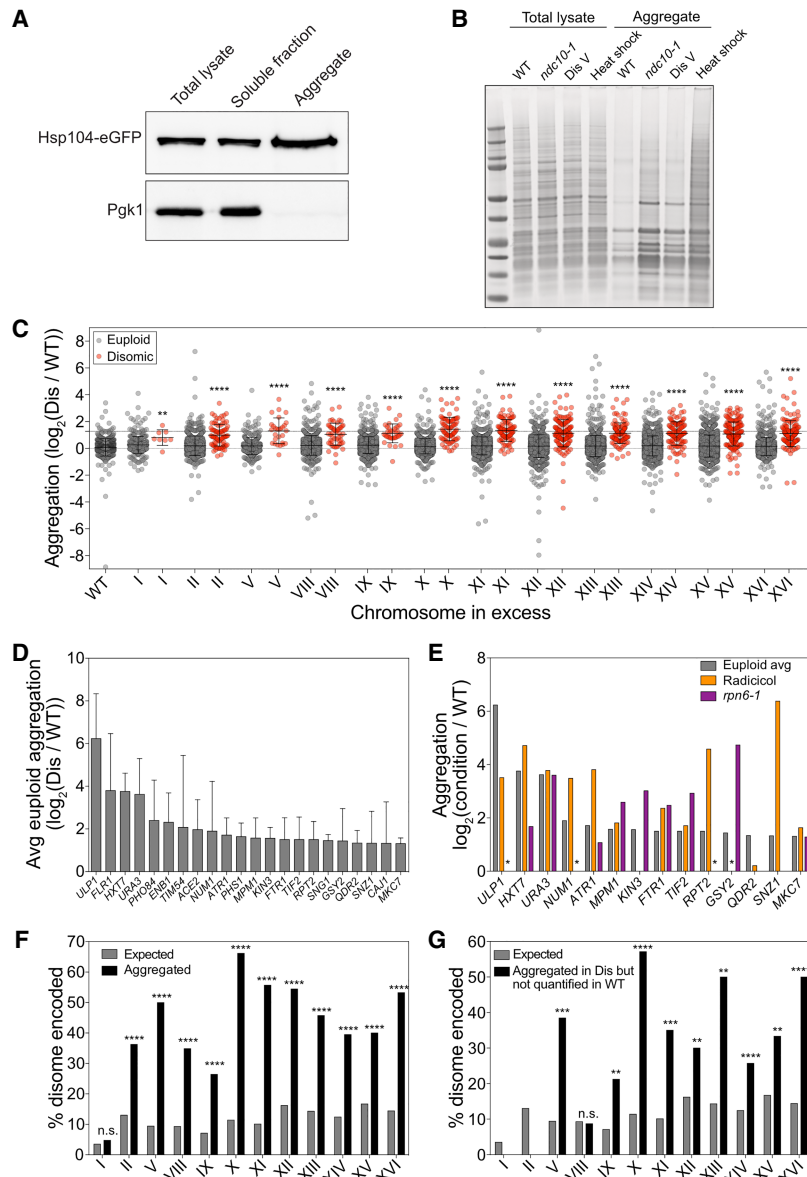 A
Total lysate
Soluble fraction
Aggregate
Hsp104-eGFP
Pgk1
B
Total lysate Aggregate
WT ndc10-1 Dis V Heat shock WT ndc10-1 Dis V Heat shock
C
Aggregation (log2(Dis / WT))
8
6
4
2
0
-2
-4
-6
-8
Euploid
Disomic
** **** **** **** **** **** **** **** **** **** **** ****
WT I I II II V V VIII VIII IX IX X X XI XI XII XII XIII XIII XIV XIV XV XV XVI XVI
Chromosome in excess
D
Avg euploid aggregation
(log2(Dis / WT))
10
8
6
4
2
0
ULP1 FLR1 HXT7 URA3 PHO84 ENB1 TIM54 ACE2 NUM1 ATR1 PHS1 MPM1 KIN3 FTR1 TIF2 RPT2 SNG1 GSY2 QDR2 SNZ1 CAJ1 MKC7
E
Aggregation
log2(condition / WT)
8
6
4
2
0
Euploid avg
Radicicol
rpn6-1
* * * *
ULP1 HXT7 URA3 NUM1 ATR1 MPM1 KIN3 FTR1 TIF2 RPT2 GSY2 QDR2 SNZ1 MKC7
F
% disome encoded
70
60
50
40
30
20
10
0
Expected
Aggregated
n.s. **** **** **** **** **** **** **** **** **** **** ****
I II V VIII IX X XI XII XIII XIV XV XVI
G
% disome encoded
60
50
40
30
20
10
0
Expected
Aggregated in Dis but
not quantified in WT
*** n.s. ** **** *** ** ** **** ** ****
I II V VIII IX X XI XII XIII XIV XV XVI